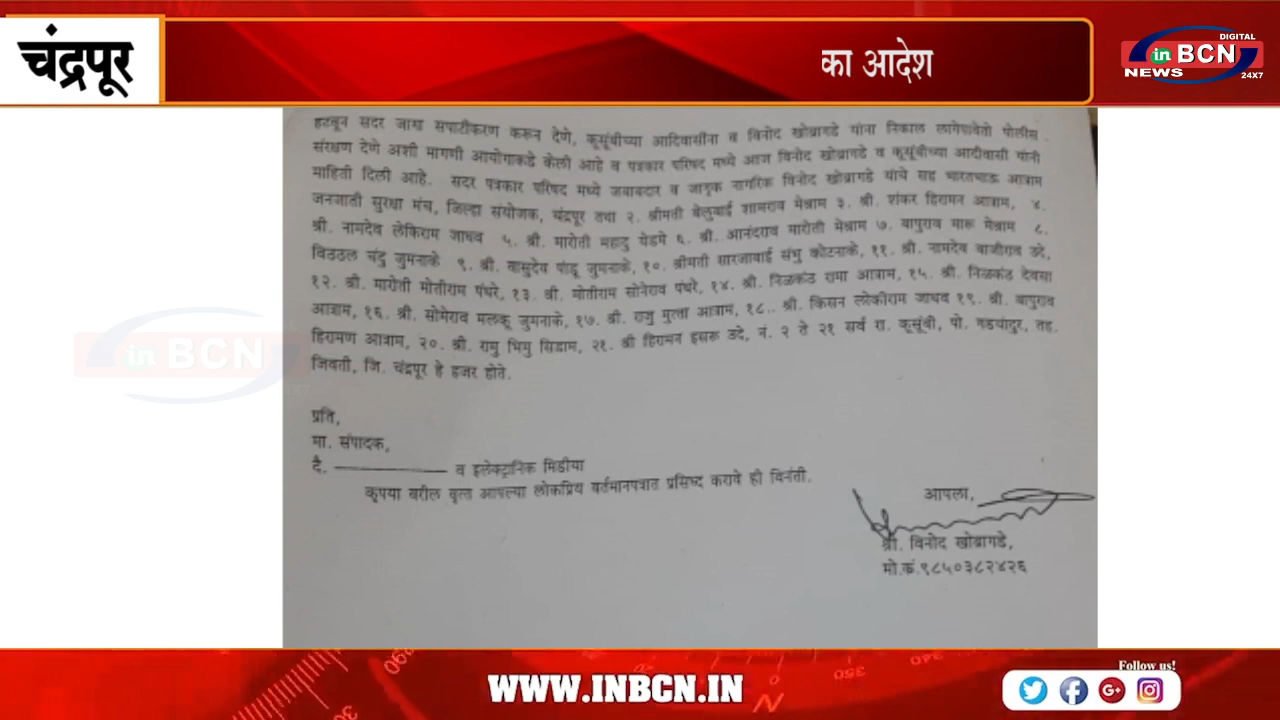 चंद्रपूर
का आदेश
DIGITAL
in BCN
NEWS
24X7
हटवून सदर जागा सपाटीकरण करून देणे, कूसूंबीच्या आदिवासींना व विनोद खोब्रागडे यांना निकाल लागेपावेतो पोलीस
संरक्षण देणे अशी मागणी आयोगाकडे केली आहे व पत्रकार परिषद मध्ये आज विनोद खोब्रागडे व कूसूंबीच्या आदीवासी यांनी
माहिती दिली आहे. सदर पत्रकार परिषद मध्ये जवाबदार व जागृक नागरिक विनोद खोब्रागडे यांचे सह भारतभाऊ आत्राम
जनजाती सुरक्षा मंच, जिल्हा संयोजक, चंद्रपूर तथा २. श्रीमती बेलुबाई शामराव मेश्राम ३. श्री. शंकर हिरामन आत्राम, ४.
श्री. नामदेव लेकिराम जाधव ५. श्री. मारोती महादु येडमे ६. श्री. आनंदराव मारोती मेश्राम ७. बापुराव मारू मेश्राम ८.
विठठल चंदु जुमनाके ९. श्री. वासुदेव पांडू जुमनाके, १०. श्रीमती सारजाबाई संभु कोटनाके, ११. श्री. नामदेव बाजीराव उदे,
१२. श्री. मारोती मोतीराम पंधरे, १३. श्री. मोतीराम सोनेराव पंधरे, १४. श्री. निळकंठ रामा आत्राम, १५. श्री. निळकंठ देवसा
आत्राम, १६. श्री. सोमेराव मलकू जुमनाके, १७. श्री. राजु मुत्ता आत्राम, १८.. श्री. किसन लोकीराम जाधव १९. श्री. बापुराव
हिरामण आत्राम, २०. श्री. रामु भिमु सिडाम, २१. श्री हिरामन इसरू उदे, नं. २ ते २१ सर्व रा. कूसूंबी, पो. गडचांदुर, तह.
जिवती, जि. चंद्रपूर हे हजर होते.
प्रति,
मा. संपादक,
दै. व इलेक्ट्रानिक मिडीया
कृपया वरील वृत्त आपल्या लोकप्रिय वर्तमानपत्रात प्रसिध्द करावे ही विनंती.
आपला,
श्री. विनोद खोब्रागडे,
मो.कं.९८५०३८२४२६
in BCN
WWW.INBCN.IN
Follow us!